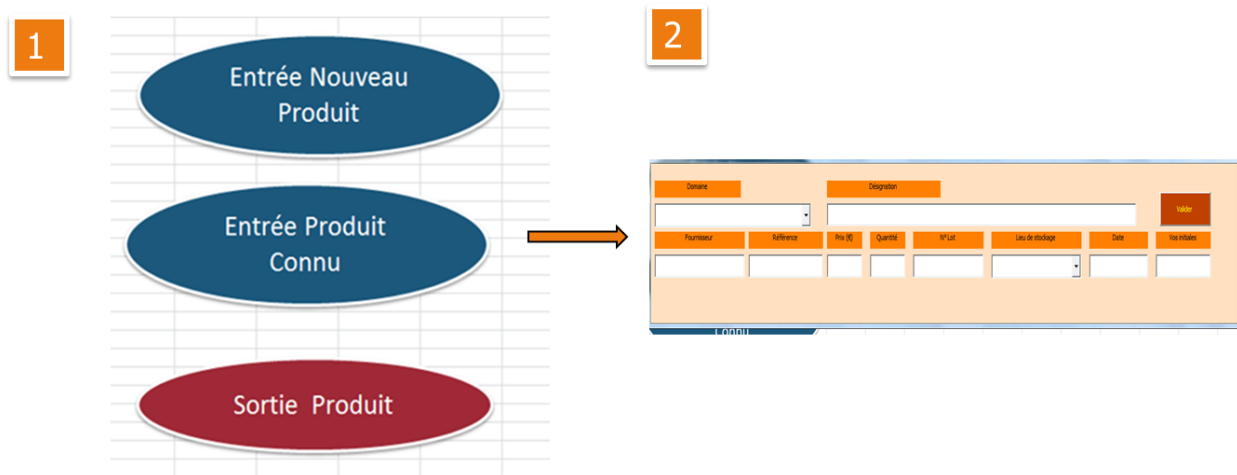 1
Entrée Nouveau
Produit
Entrée Produit
Connu
Sortie Produit
2
Domaine
Désignation
Valider
Fournisseur
Référence
Prix (€)
Quantité
N° Lot
Lieu de stockage
Date
Vos initiales
Connu